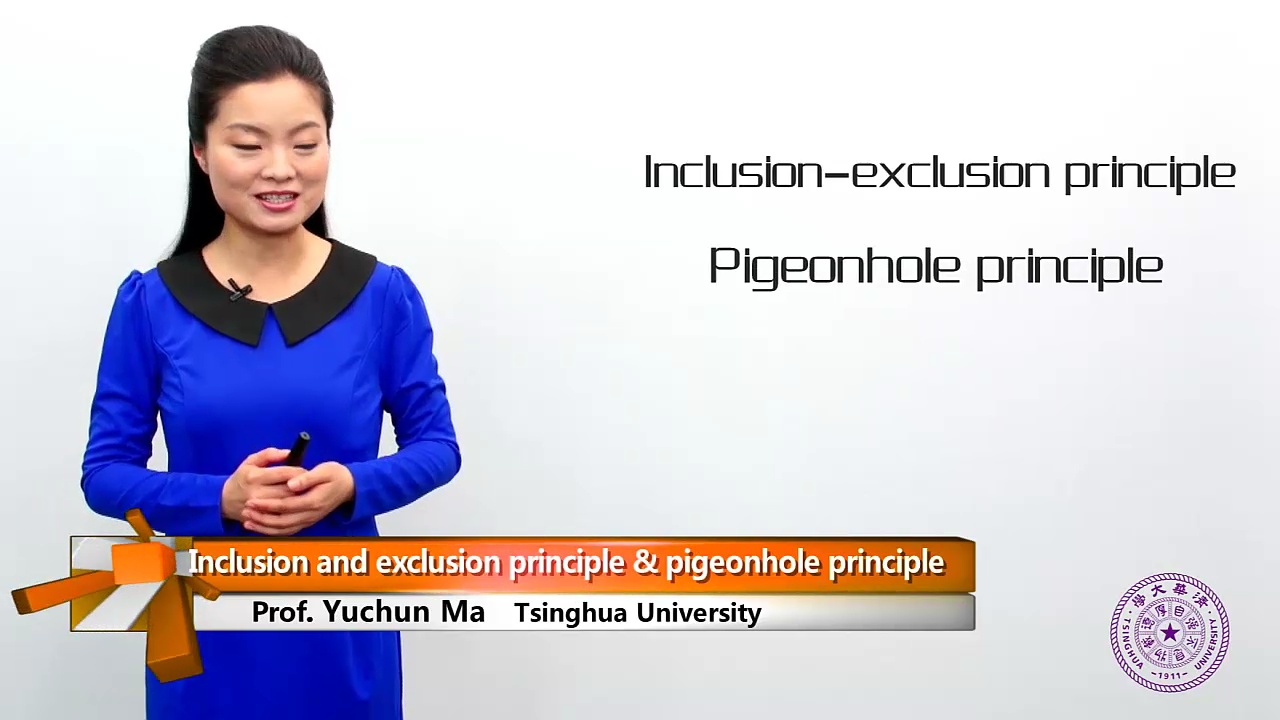 Inclusion-exclusion principle
Pigeonhole principle
Inclusion and exclusion principle & pigeonhole principle
Prof. Yuchun Ma Tsinghua University
TSINGHUA UNIVERSITY
-1911-